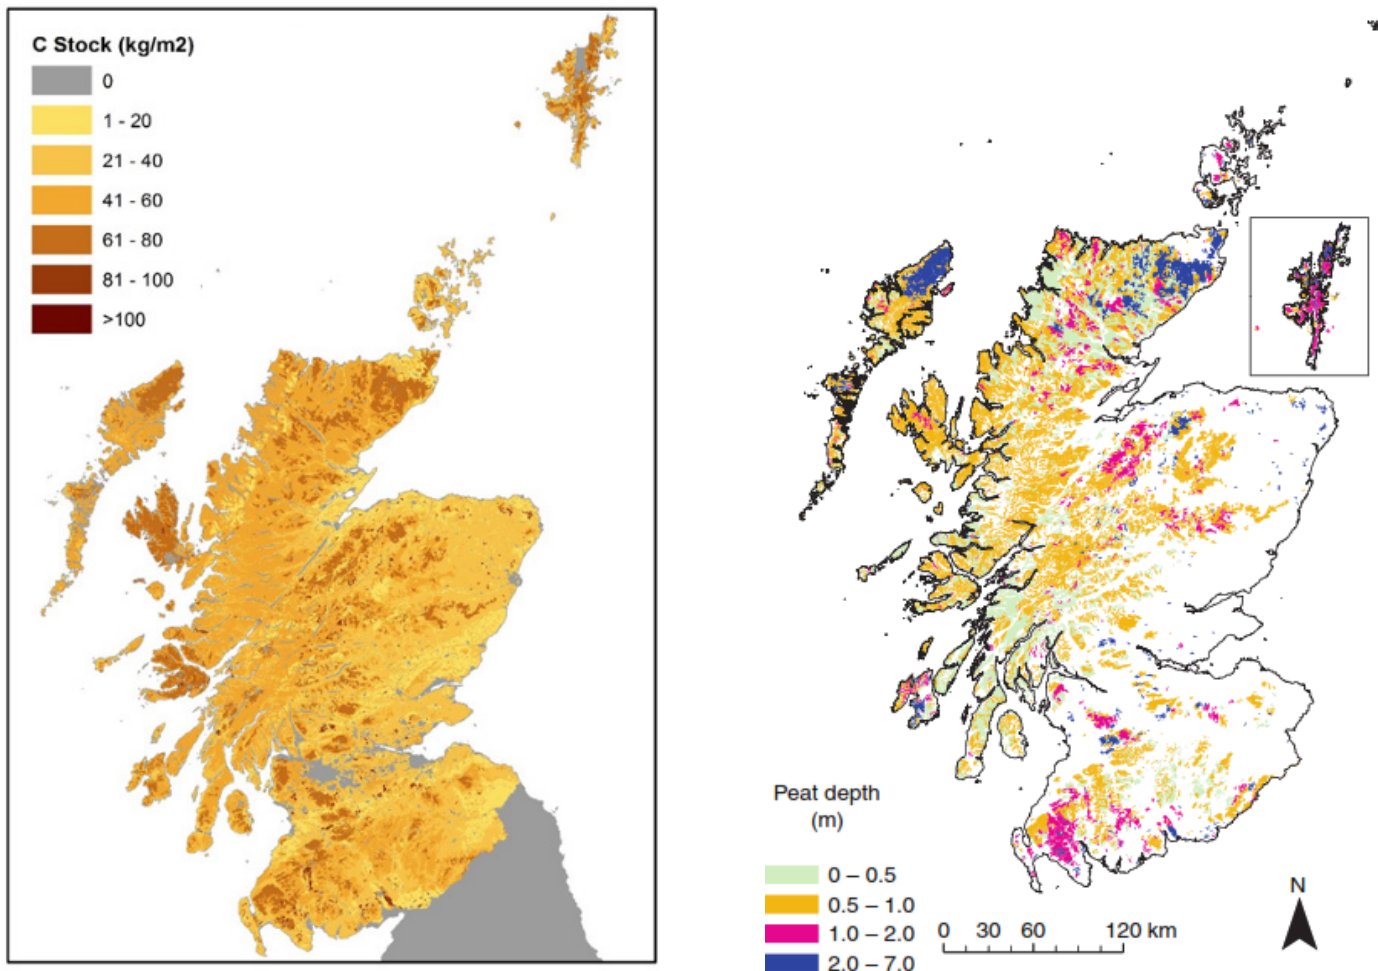 C Stock (kg/m2)
0
1 - 20
21 - 40
41 - 60
61 - 80
81 - 100
>100
Peat depth
(m)
0 – 0.5
0.5 – 1.0
1.0 – 2.0
2.0 – 7.0
0 30 60 120 km
N